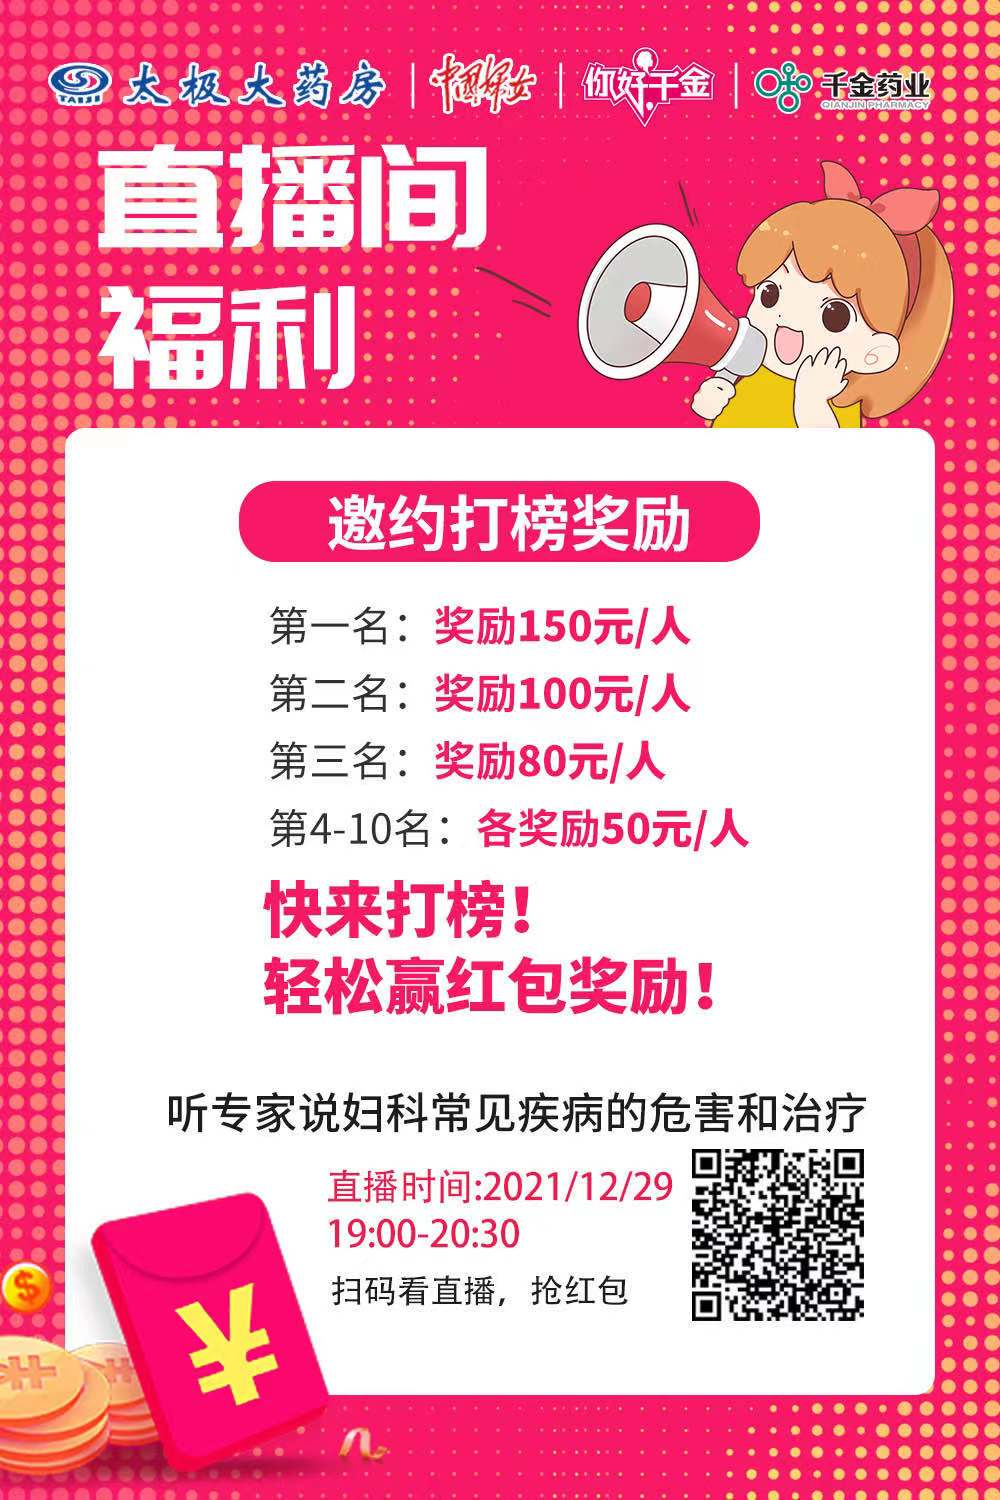 TAIJI 太极大药房 | 中国妇女 | 你好千金 | 千金药业
QIANJIN PHARMACY
直播间
福利
邀约打榜奖励
第一名：奖励150元/人
第二名：奖励100元/人
第三名：奖励80元/人
第4-10名：各奖励50元/人
快来打榜！
轻松赢红包奖励！
听专家说妇科常见疾病的危害和治疗
直播时间:2021/12/29
19:00-20:30
扫码看直播，抢红包
¥
$